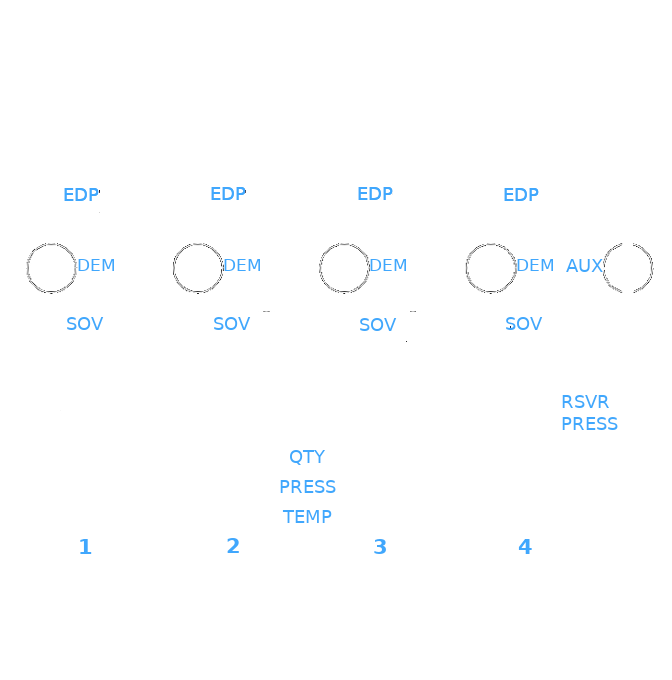 EDP EDP EDP EDP
DEM DEM DEM DEM AUX
SOV SOV SOV SOV
RSVR
PRESS
QTY
PRESS
TEMP
1 2 3 4